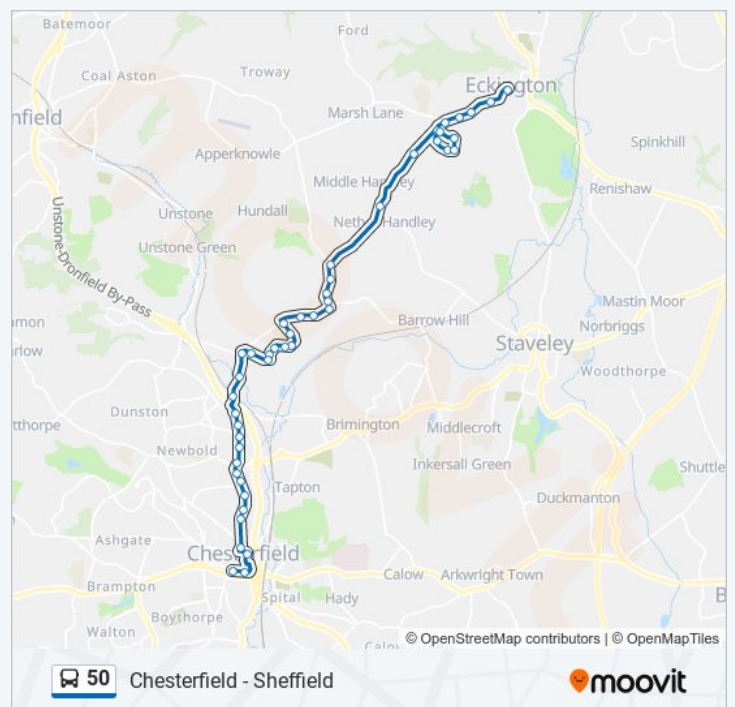 Batemoor
Ford
Coal Aston
Troway
Eckington
nfield
Marsh Lane
Spinkhill
Apperknowle
Middle Handley
Renishaw
Unstone
Hundall
Nether Handley
Unstone Green
Unstone-Dronfield By-Pass
Mastin Moor
amon
Barrow Hill
Norbriggs
arlow
Staveley
Woodthorpe
Dunston
tthorpe
Brimington
Middlecroft
Newbold
Inkersall Green
Shuttle
Tapton
Duckmanton
Ashgate
Chesterfield
Calow
Arkwright Town
Brampton
Spital
Hady
B
Boythorpe
Walton
Calow
© OpenStreetMap contributors | © OpenMapTiles
50
Chesterfield - Sheffield
moovit